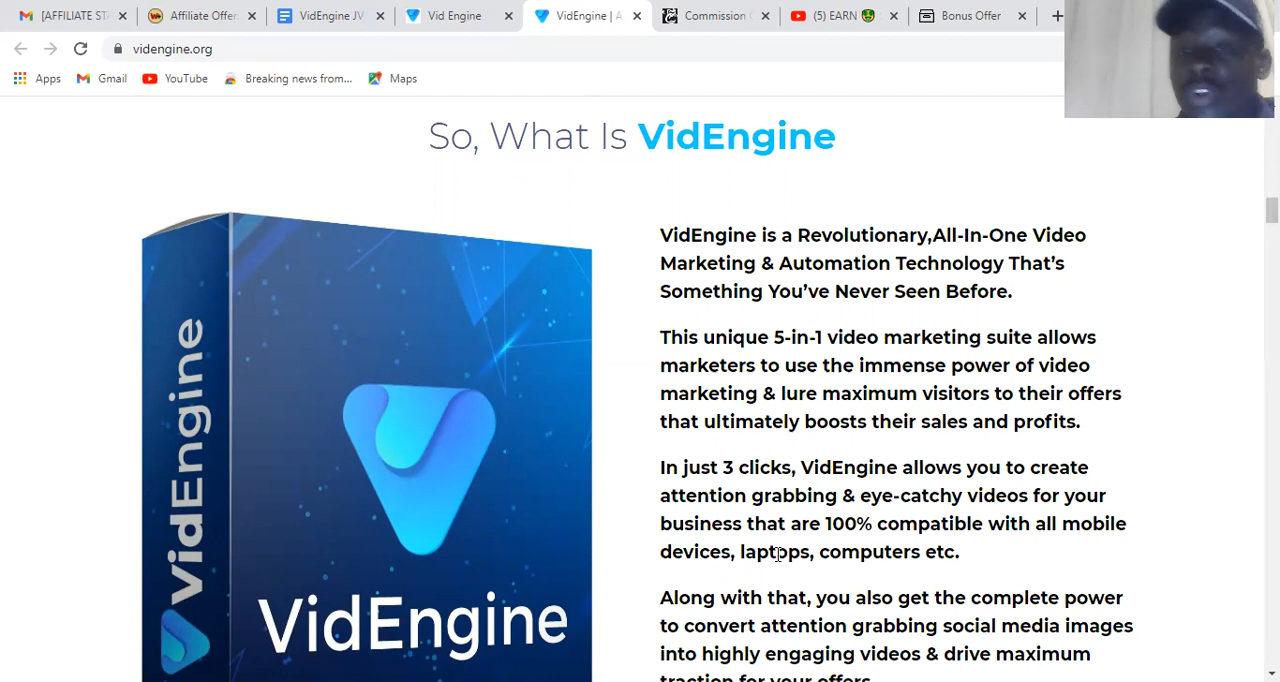 [AFFILIATE ST
Affiliate Offer
VidEngine JV
Vid Engine
VidEngine | A
Commission
(5) EARN
Bonus Offer
videngine.org
Apps
Gmail
YouTube
Breaking news from...
Maps
So, What Is VidEngine
VidEngine is a Revolutionary,All-In-One Video
Marketing & Automation Technology That's
Something You've Never Seen Before.
This unique 5-in-1 video marketing suite allows
marketers to use the immense power of video
marketing & lure maximum visitors to their offers
that ultimately boosts their sales and profits.
In just 3 clicks, VidEngine allows you to create
attention grabbing & eye-catchy videos for your
business that are 100% compatible with all mobile
devices, laptops, computers etc.
Along with that, you also get the complete power
to convert attention grabbing social media images
into highly engaging videos & drive maximum
traction for your offers
VidEngine
VidEngine